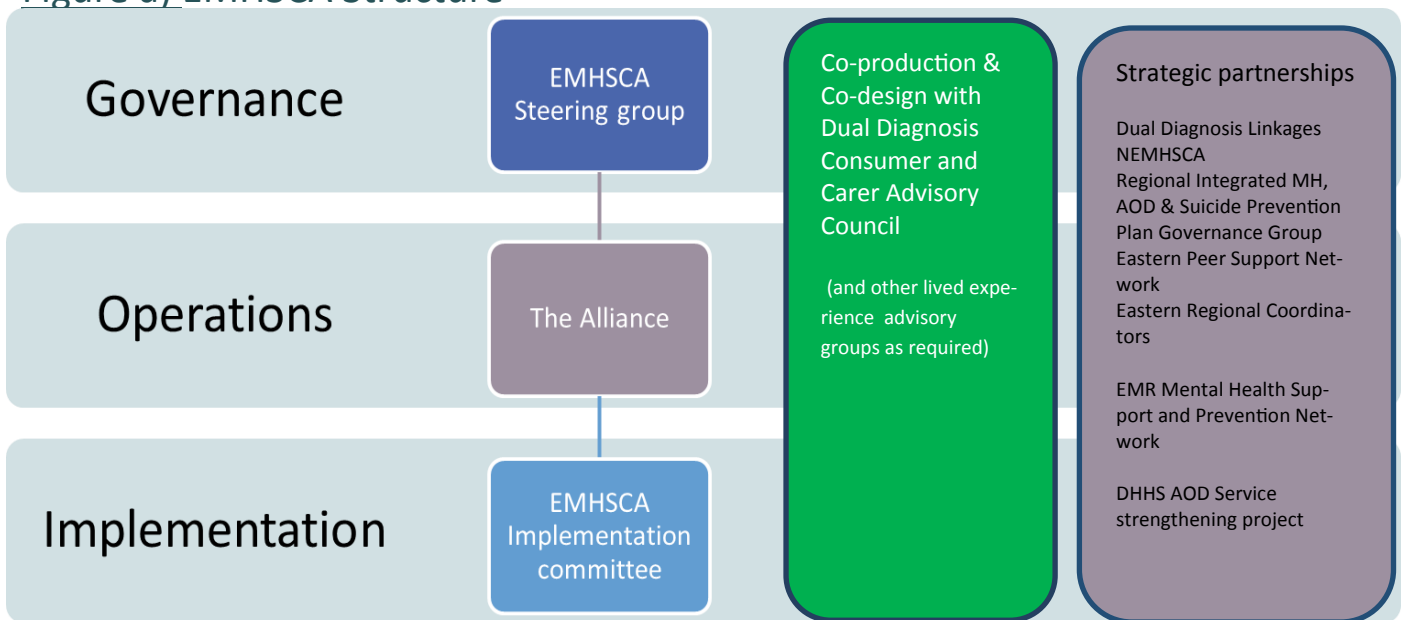 Figure a) EMHSCA Structure
Governance
EMHSCA
Steering group
Operations
The Alliance
Implementation
EMHSCA
Implementation
committee
Co-production &
Co-design with
Dual Diagnosis
Consumer and
Carer Advisory
Council
(and other lived expe-
rience advisory
groups as required)
Strategic partnerships
Dual Diagnosis Linkages
NEMHSCA
Regional Integrated MH,
AOD & Suicide Prevention
Plan Governance Group
Eastern Peer Support Net-
work
Eastern Regional Coordina-
tors
EMR Mental Health Sup-
port and Prevention Net-
work
DHHS AOD Service
strengthening project